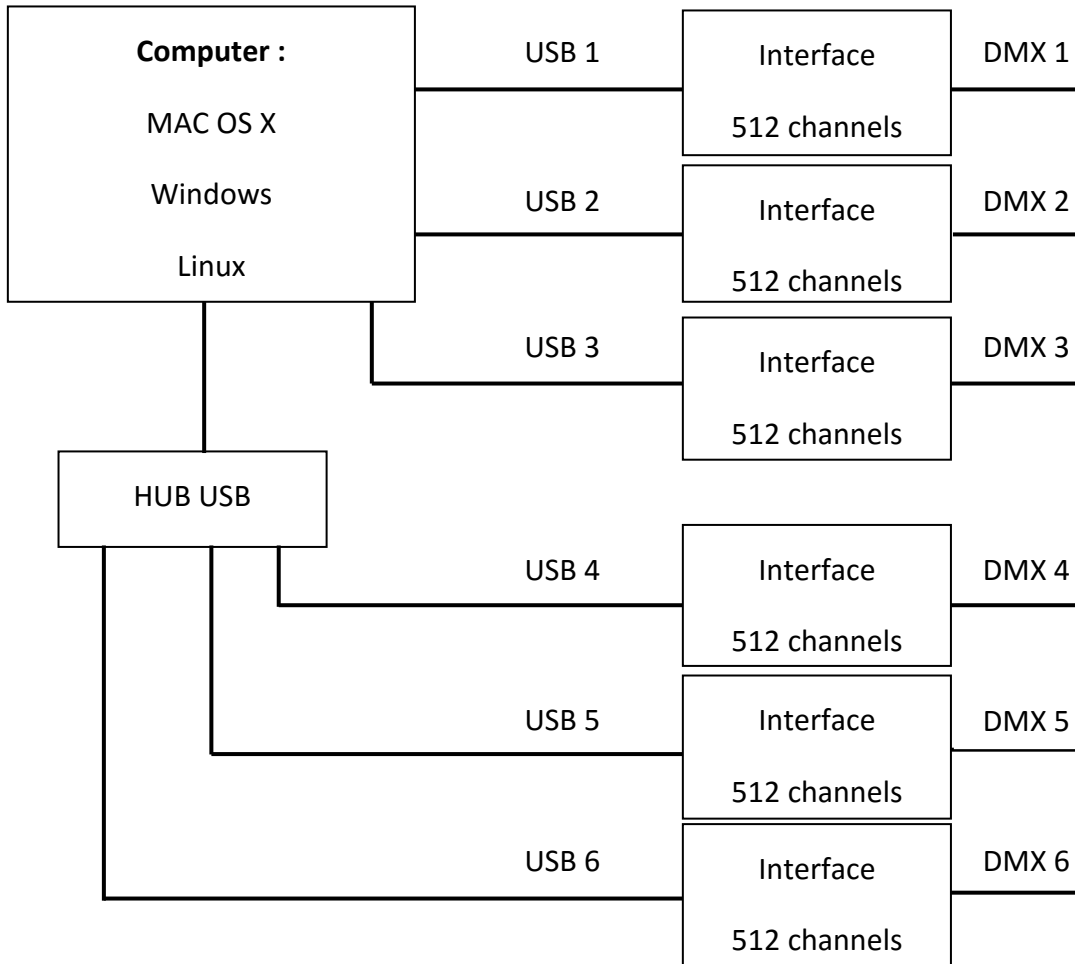 Computer :
MAC OS X
Windows
Linux
USB 1
Interface
512 channels
DMX 1
USB 2
Interface
512 channels
DMX 2
USB 3
Interface
512 channels
DMX 3
HUB USB
USB 4
Interface
512 channels
DMX 4
USB 5
Interface
512 channels
DMX 5
USB 6
Interface
512 channels
DMX 6